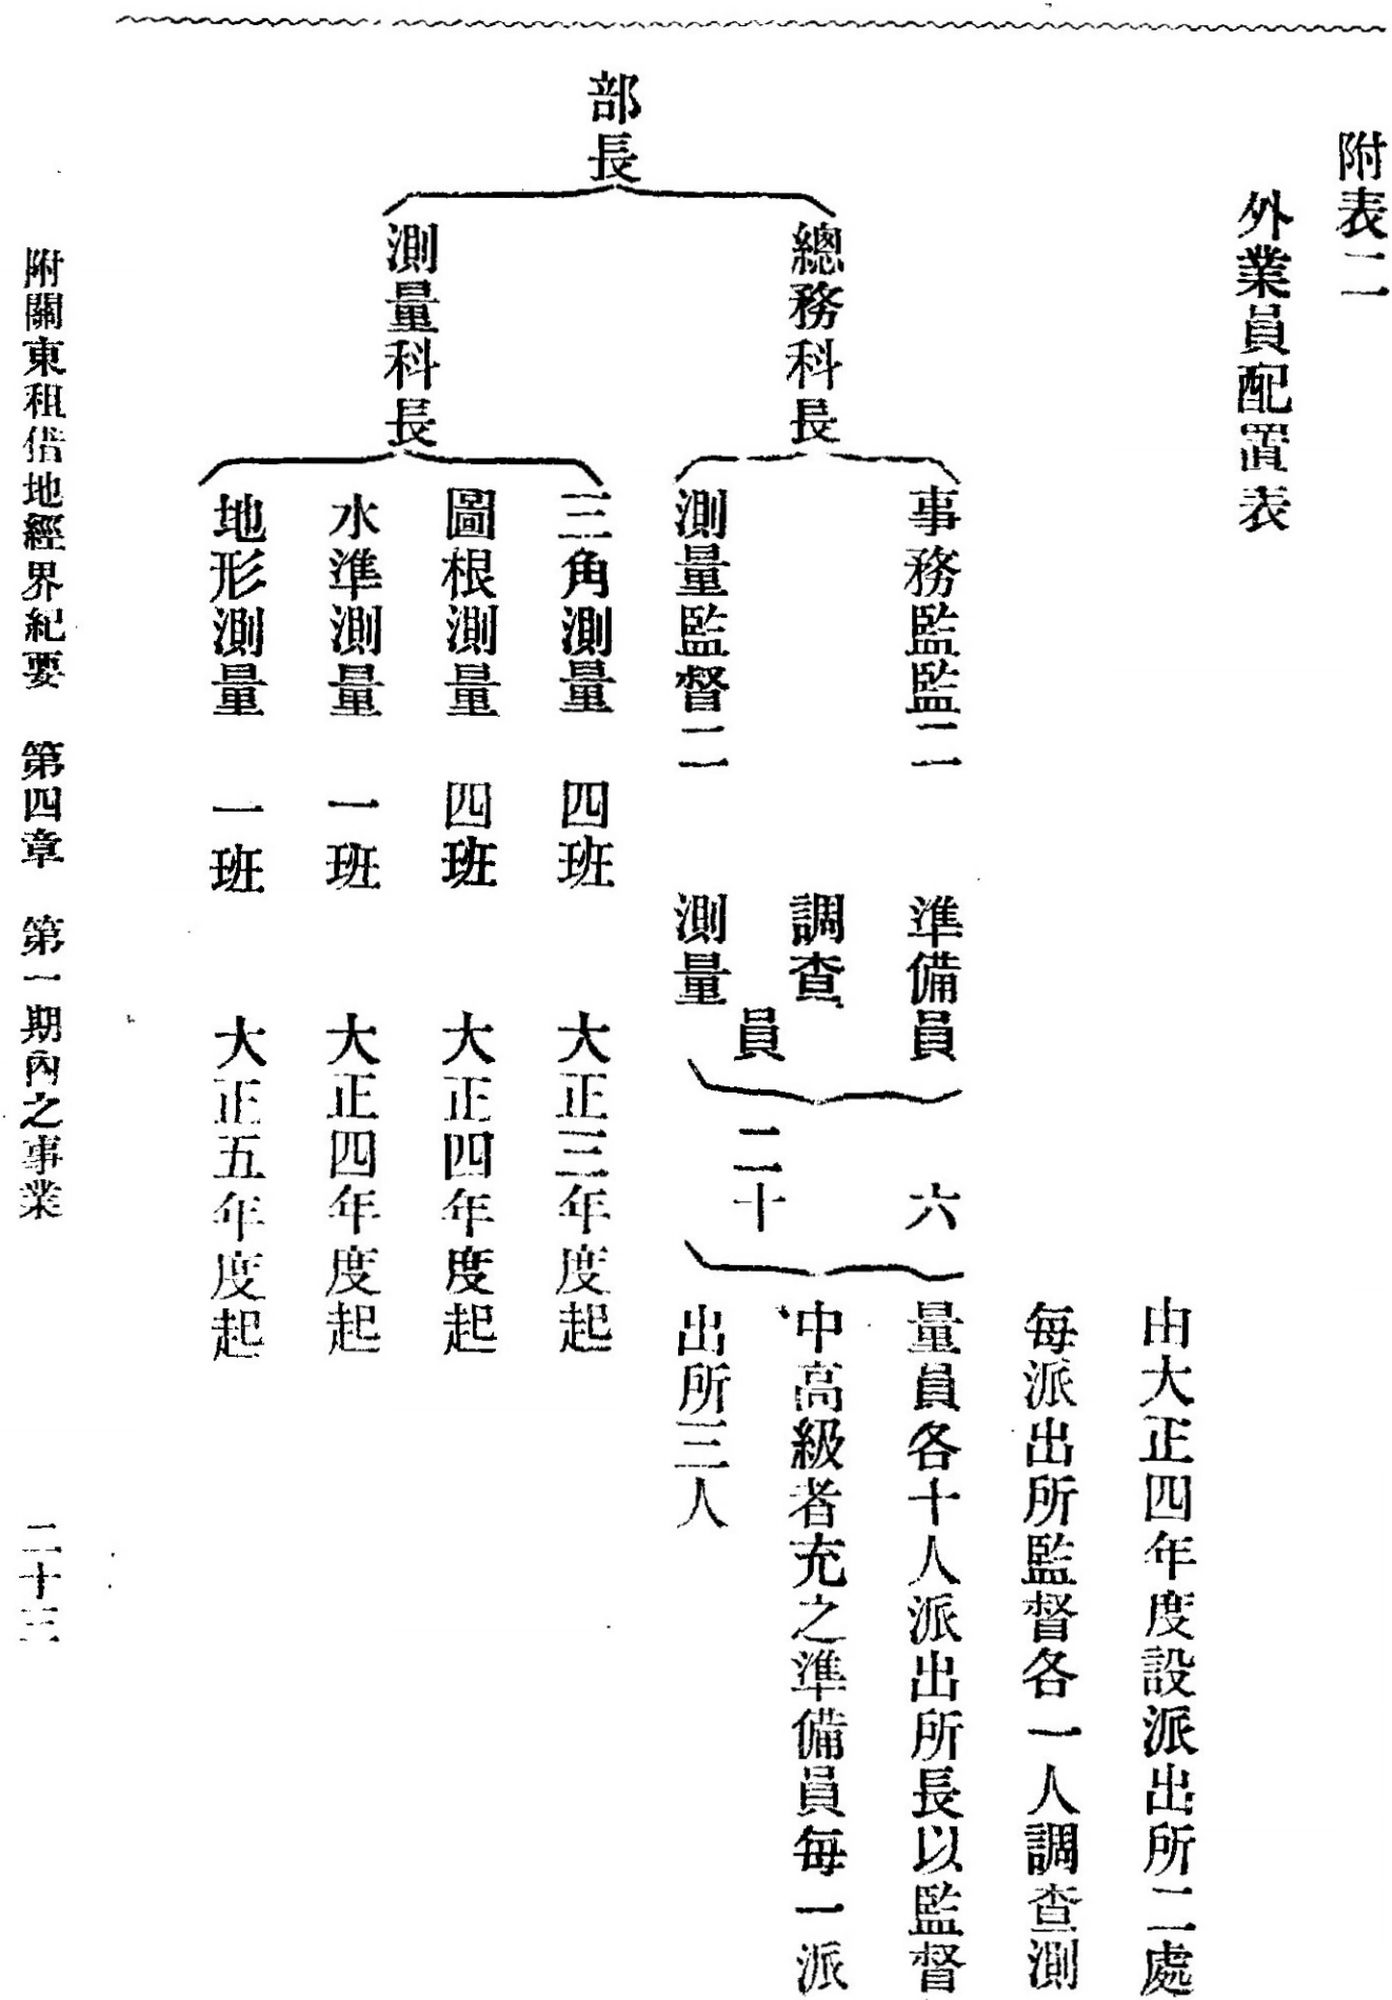 附表二
外業員配置表
部長
總務科長
事務監監二
測量監督二
準備員
調查
測量
員
六
二十
由大正四年度設派出所二處
每派出所監督各一人調查測
量員各十人派出所長以監督
中高級者充之準備員每一派
出所三人
測量科長
三角測量 四班 大正三年度起
圖根測量 四班 大正四年度起
水準測量 一班 大正四年度起
地形測量 一班 大正五年度起
附關東租借地經界紀要 第四章 第一期內之事業 二十三